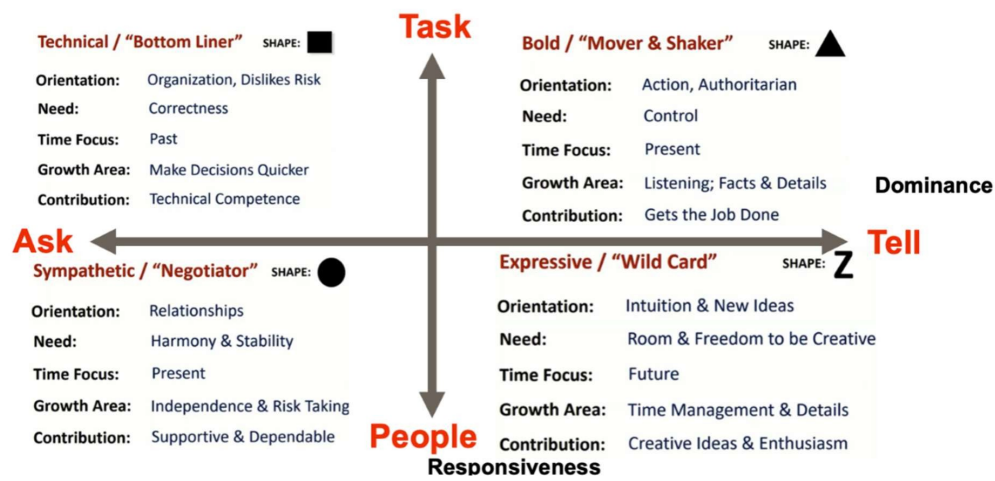 Task
Technical / “Bottom Liner” SHAPE:
Orientation: Organization, Dislikes Risk
Need: Correctness
Time Focus: Past
Growth Area: Make Decisions Quicker
Contribution: Technical Competence
Bold / “Mover & Shaker” SHAPE:
Orientation: Action, Authoritarian
Need: Control
Time Focus: Present
Growth Area: Listening; Facts & Details
Contribution: Gets the Job Done
Dominance
Ask
Tell
Sympathetic / “Negotiator” SHAPE:
Orientation: Relationships
Need: Harmony & Stability
Time Focus: Present
Growth Area: Independence & Risk Taking
Contribution: Supportive & Dependable
Expressive / “Wild Card” SHAPE: Z
Orientation: Intuition & New Ideas
Need: Room & Freedom to be Creative
Time Focus: Future
Growth Area: Time Management & Details
Contribution: Creative Ideas & Enthusiasm
People
Responsiveness